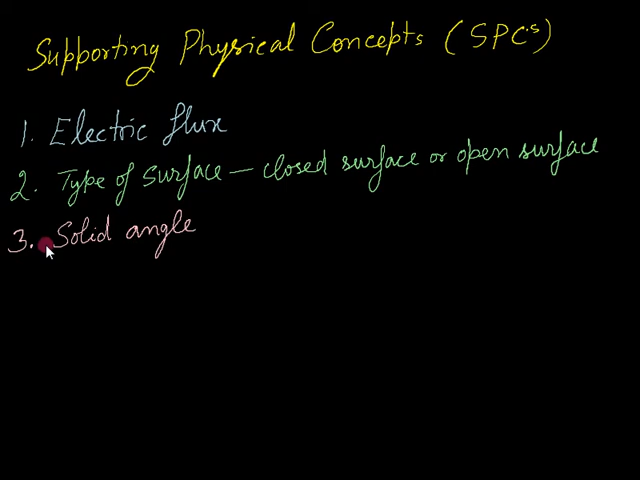 Supporting Physical Concepts (SPC's)
1. Electric flux
2. Type of surface – closed surface or open surface
3. Solid angle